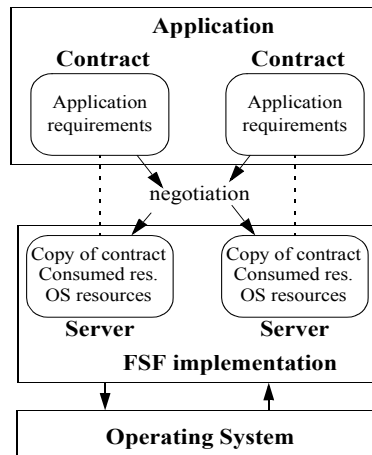 Application
Contract Contract
Application Application
requirements requirements
negotiation
Copy of contract Copy of contract
Consumed res. Consumed res.
OS resources OS resources
Server Server
FSF implementation
Operating System